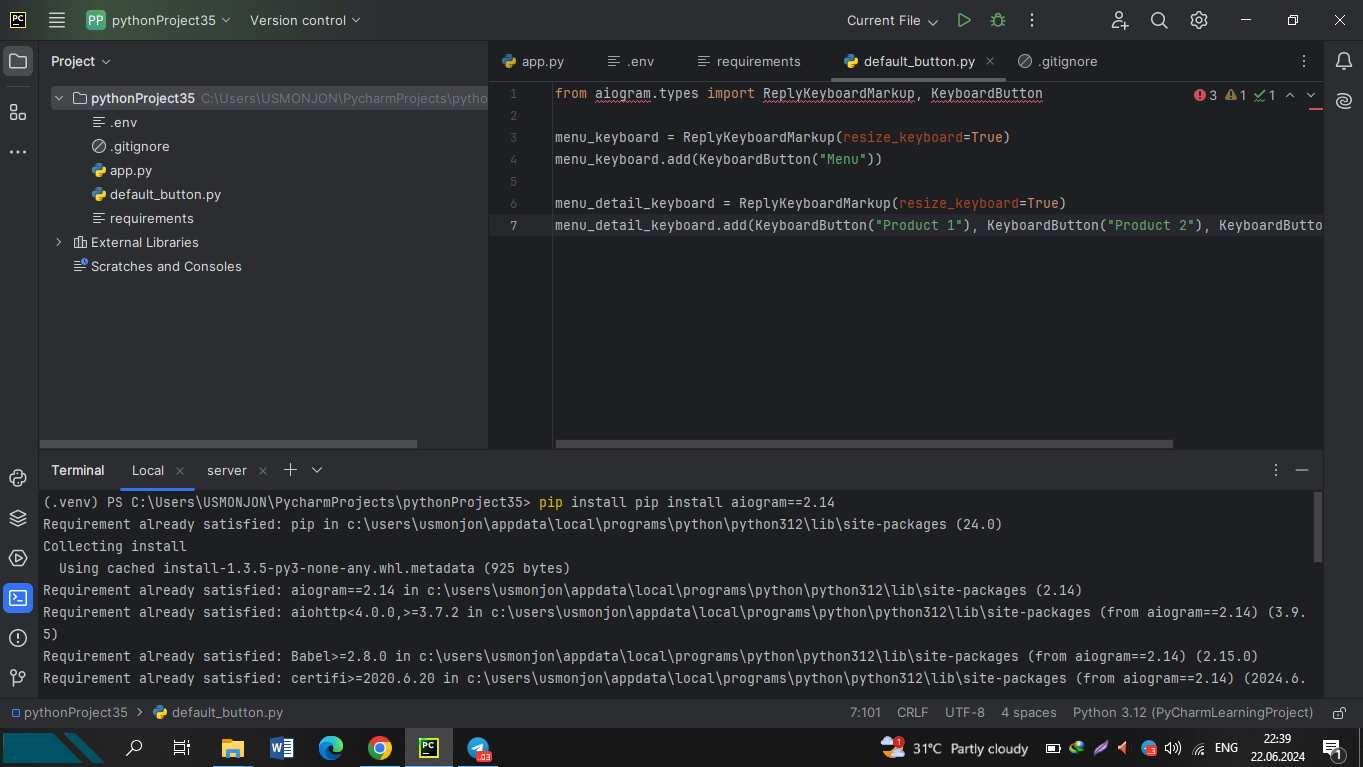 PC PP pythonProject35 Version control Current File
Project
app.py .env requirements default_button.py .gitignore
pythonProject35 C:\Users\USMONJON\PycharmProjects\pytho
.env
.gitignore
app.py
default_button.py
requirements
External Libraries
Scratches and Consoles
3 1 1
1 from aiogram.types import ReplyKeyboardMarkup, KeyboardButton
2
3 menu_keyboard = ReplyKeyboardMarkup(resize_keyboard=True)
4 menu_keyboard.add(KeyboardButton("Menu"))
5
6 menu_detail_keyboard = ReplyKeyboardMarkup(resize_keyboard=True)
7 menu_detail_keyboard.add(KeyboardButton("Product 1"), KeyboardButton("Product 2"), KeyboardButto
Terminal Local server
(.venv) PS C:\Users\USMONJON\PycharmProjects\pythonProject35> pip install pip install aiogram==2.14
Requirement already satisfied: pip in c:\users\usmonjon\appdata\local\programs\python\python312\lib\site-packages (24.0)
Collecting install
Using cached install-1.3.5-py3-none-any.whl.metadata (925 bytes)
Requirement already satisfied: aiogram==2.14 in c:\users\usmonjon\appdata\local\programs\python\python312\lib\site-packages (2.14)
Requirement already satisfied: aiohttp<4.0.0,>=3.7.2 in c:\users\usmonjon\appdata\local\programs\python\python312\lib\site-packages (from aiogram==2.14) (3.9.
5)
Requirement already satisfied: Babel>=2.8.0 in c:\users\usmonjon\appdata\local\programs\python\python312\lib\site-packages (from aiogram==2.14) (2.15.0)
Requirement already satisfied: certifi>=2020.6.20 in c:\users\usmonjon\appdata\local\programs\python\python312\lib\site-packages (from aiogram==2.14) (2024.6.
pythonProject35 default_button.py 7:101 CRLF UTF-8 4 spaces Python 3.12 (PyCharmLearningProject)
PC .03 1 31°C Partly cloudy .3 ENG 22:39
22.06.2024 1